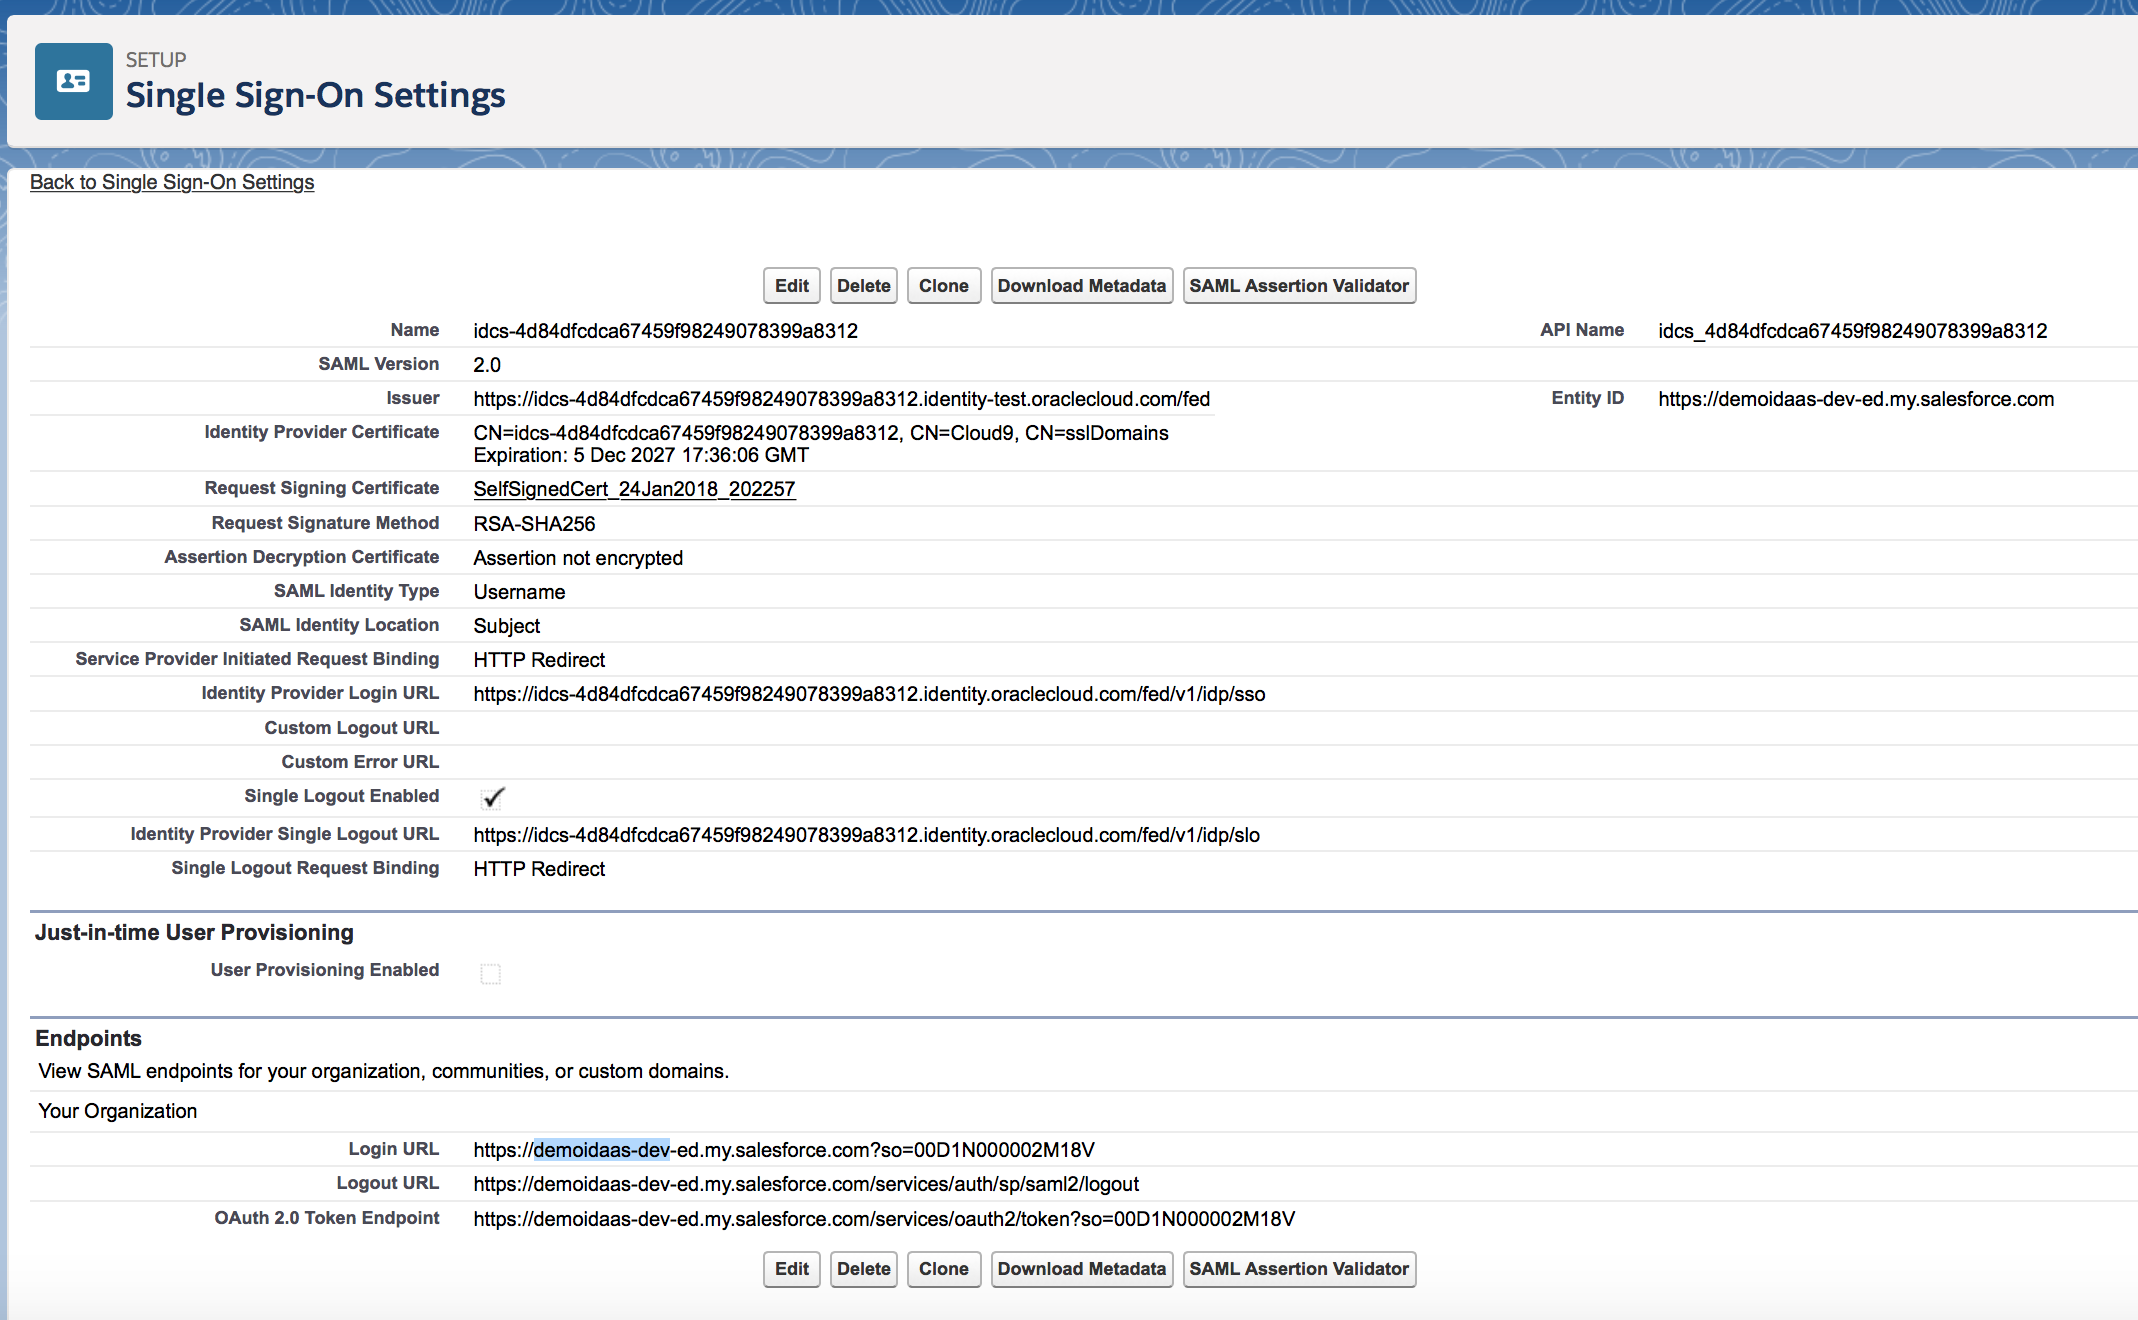 SETUP
Single Sign-On Settings
Back to Single Sign-On Settings
Edit Delete Clone Download Metadata SAML Assertion Validator
Name idcs-4d84dfcdca67459f98249078399a8312 API Name idcs_4d84dfcdca67459f98249078399a8312
SAML Version 2.0
Issuer https://idcs-4d84dfcdca67459f98249078399a8312.identity-test.oraclecloud.com/fed Entity ID https://demoidaas-dev-ed.my.salesforce.com
Identity Provider Certificate CN=idcs-4d84dfcdca67459f98249078399a8312, CN=Cloud9, CN=sslDomains
Expiration: 5 Dec 2027 17:36:06 GMT
Request Signing Certificate SelfSignedCert_24Jan2018_202257
Request Signature Method RSA-SHA256
Assertion Decryption Certificate Assertion not encrypted
SAML Identity Type Username
SAML Identity Location Subject
Service Provider Initiated Request Binding HTTP Redirect
Identity Provider Login URL https://idcs-4d84dfcdca67459f98249078399a8312.identity.oraclecloud.com/fed/v1/idp/sso
Custom Logout URL
Custom Error URL
Single Logout Enabled
Identity Provider Single Logout URL https://idcs-4d84dfcdca67459f98249078399a8312.identity.oraclecloud.com/fed/v1/idp/slo
Single Logout Request Binding HTTP Redirect
Just-in-time User Provisioning
User Provisioning Enabled
Endpoints
View SAML endpoints for your organization, communities, or custom domains.
Your Organization
Login URL https://demoidaas-dev-ed.my.salesforce.com?so=00D1N000002M18V
Logout URL https://demoidaas-dev-ed.my.salesforce.com/services/auth/sp/saml2/logout
OAuth 2.0 Token Endpoint https://demoidaas-dev-ed.my.salesforce.com/services/oauth2/token?so=00D1N000002M18V
Edit Delete Clone Download Metadata SAML Assertion Validator